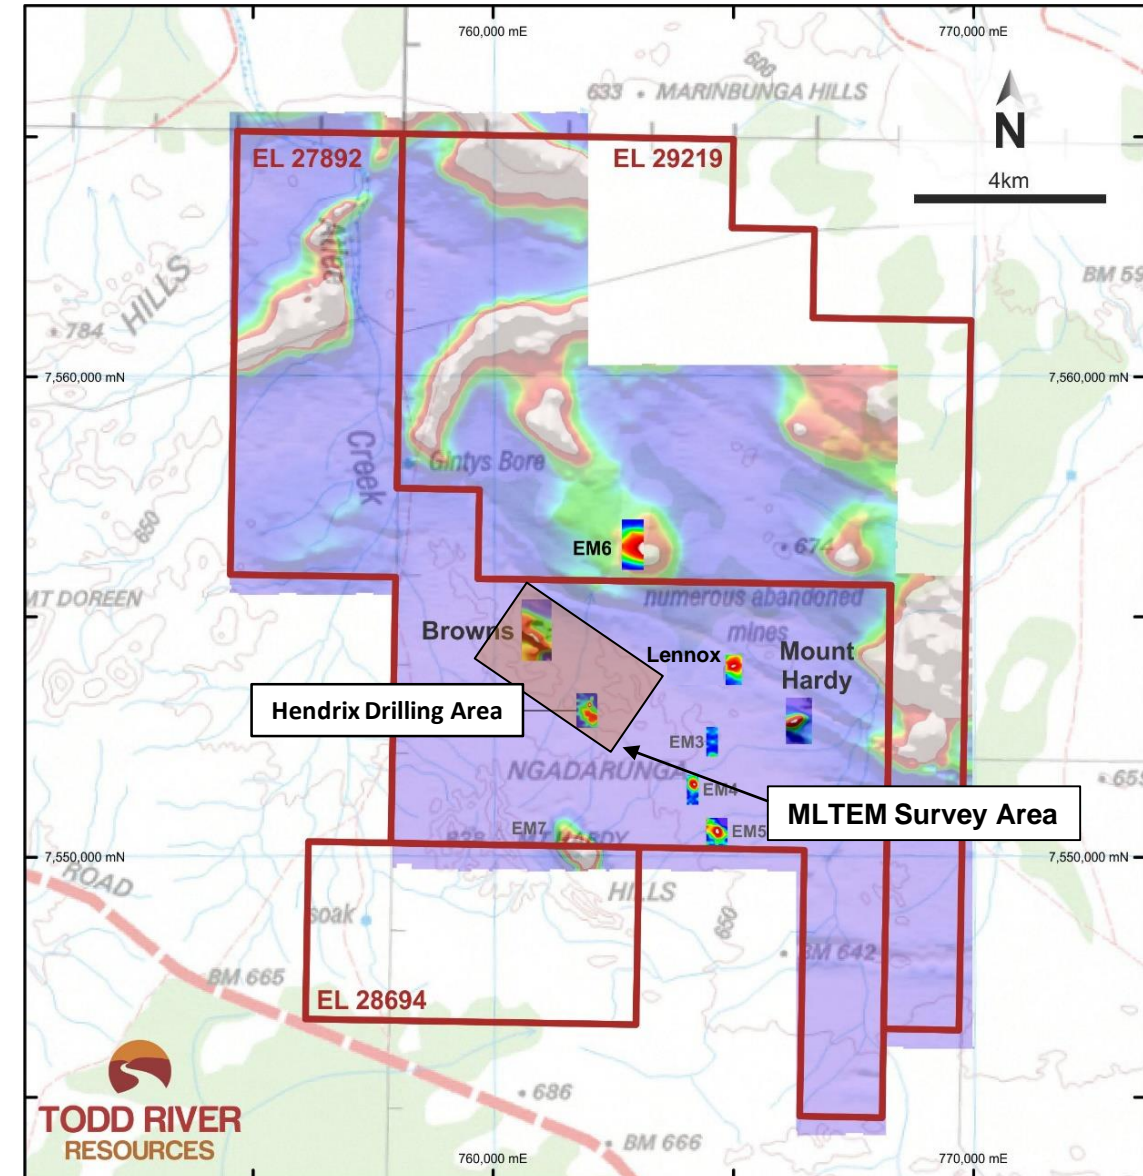 760,000 mE
770,000 mE
600
633 • MARINBUNGA HILLS
N
EL 27892
EL 29219
4km
HILLS
BM 59
784
7,560,000 mN
7,560,000 mN
Creek
Gintys Bore
650
EM6
674
MT DOREEN
numerous abandoned
mines
Browns
Lennox
Mount
Hardy
Hendrix Drilling Area
EM3
NGADARUNGA
EM4
659
MLTEM Survey Area
EM7
EM5
MT HARDY
7,550,000 mN
7,550,000 mN
ROAD
HILLS
soak
650
BM 642
BM 665
EL 28694
686
TODD RIVER
RESOURCES
BM 666
760,000 mE
770,000 mE